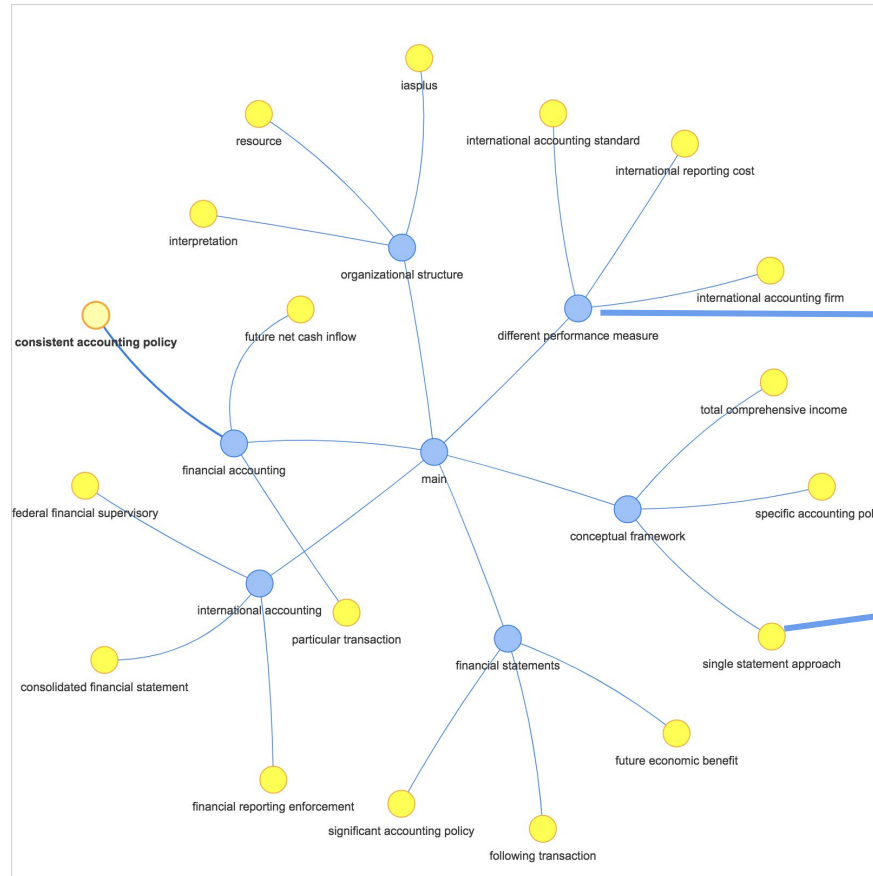 iasplus
resource
international accounting standard
international reporting cost
interpretation
organizational structure
international accounting firm
future net cash inflow
different performance measure
consistent accounting policy
total comprehensive income
financial accounting
main
federal financial supervisory
specific accounting pol
conceptual framework
international accounting
particular transaction
financial statements
single statement approach
consolidated financial statement
future economic benefit
financial reporting enforcement
significant accounting policy
following transaction